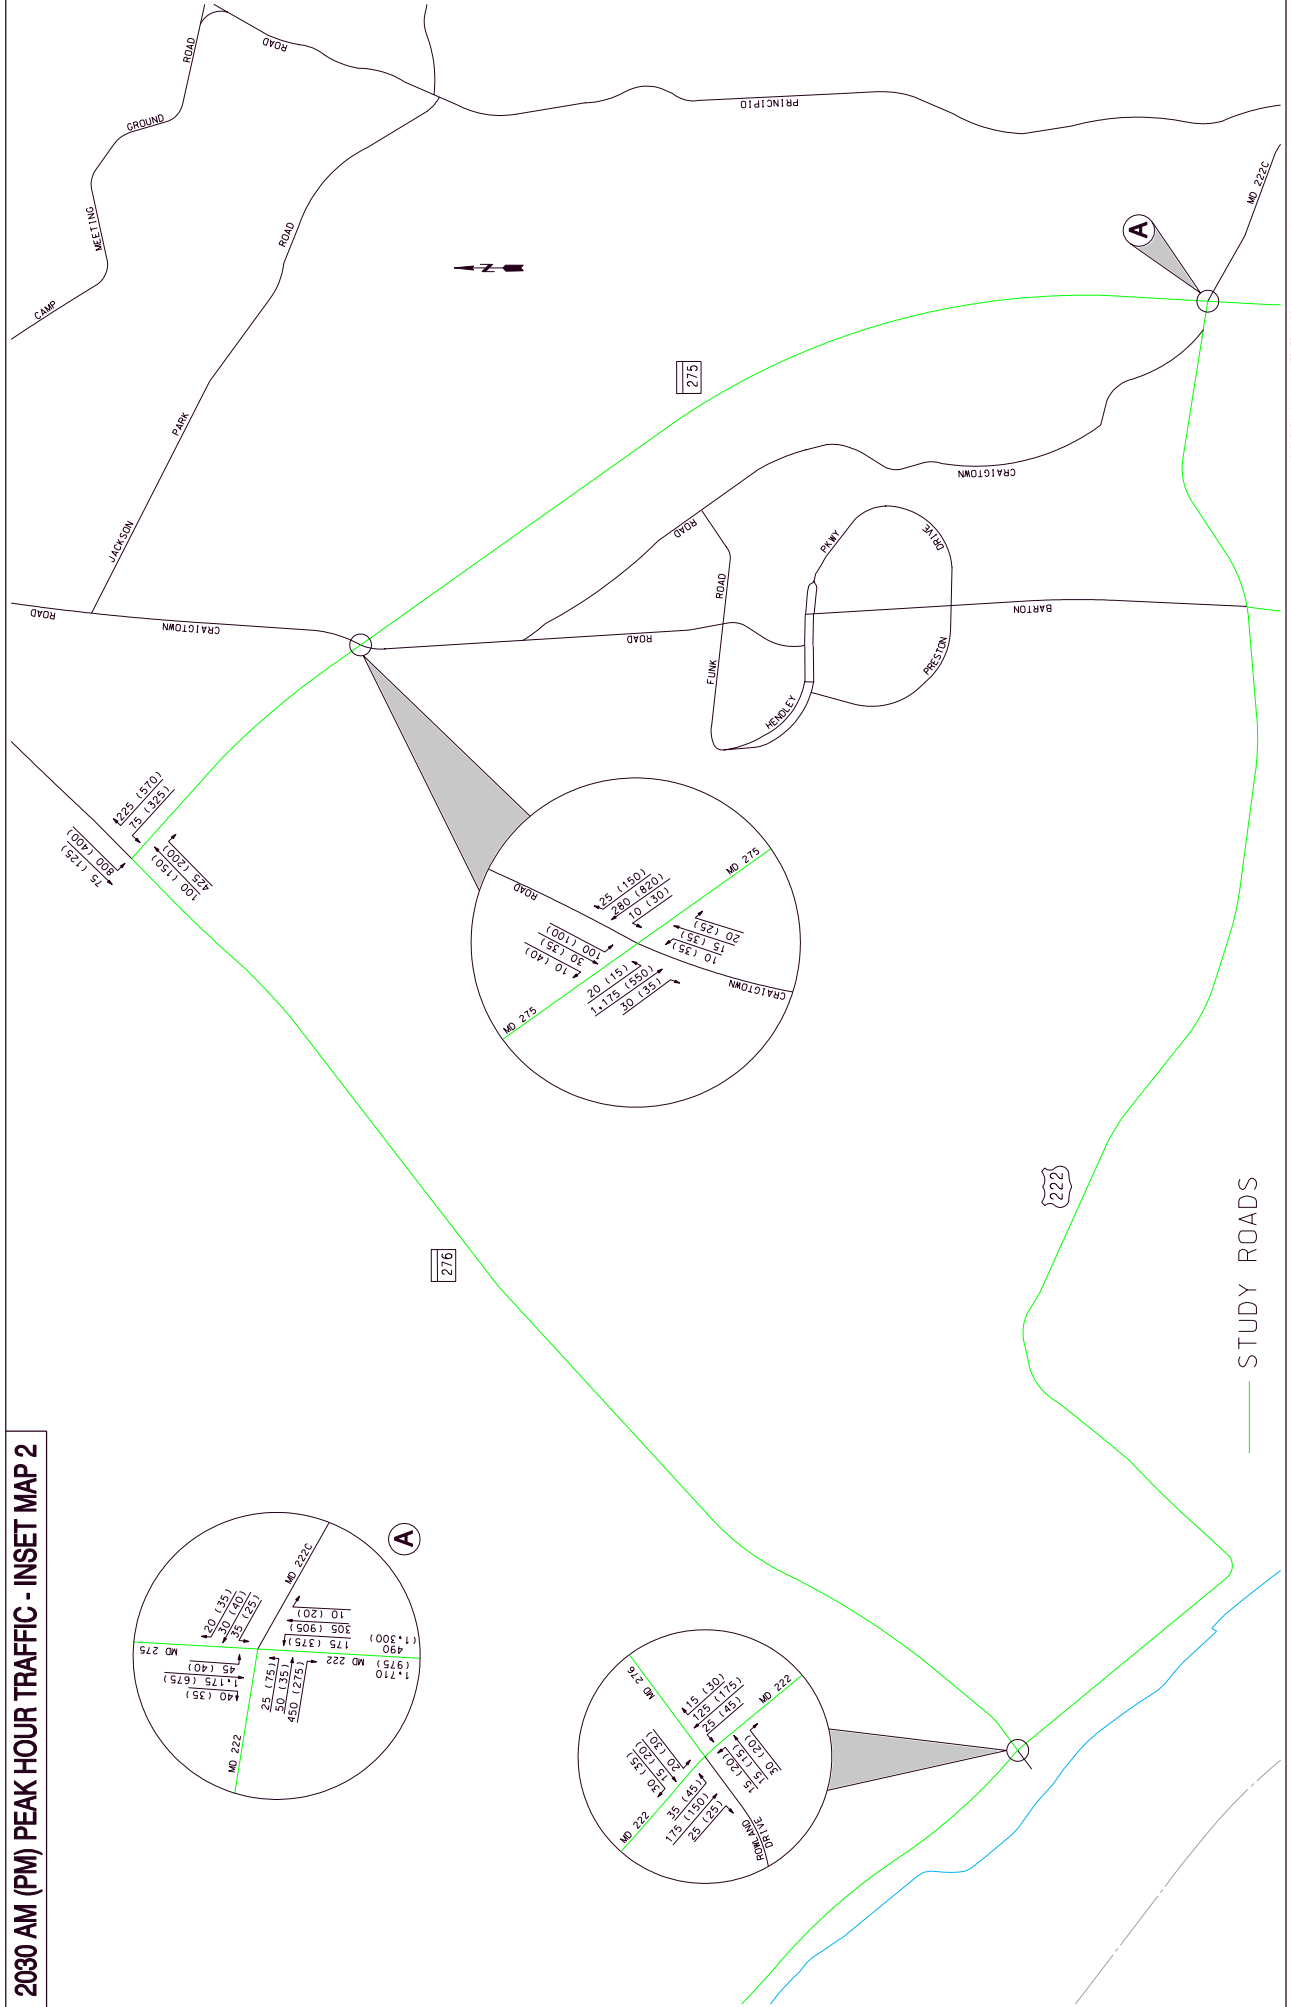 2030 AM (PM) PEAK HOUR TRAFFIC - INSET MAP 2
ROAD
ROAD
GROUND
MEETING
CAMP
ROAD
PARK
JACKSON
PRINCIPIO
MD 222C
A
N
275
ROAD
CRAIGTOWN
CRAIGTOWN
ROAD
ROAD
ROAD
FUNK
PKWY
HENDLEY
DRIVE
PRESTON
BARTON
225 (570)
75 (325)
800 (400)
75 (125)
100 (150)
425 (200)
ROAD
MD 275
25 (150)
280 (820)
10 (30)
100 (100)
30 (35)
10 (40)
20 (15)
1,175 (550)
30 (35)
10 (35)
15 (35)
20 (25)
MD 275
CRAIGTOWN
276
222
STUDY ROADS
A
MD 222C
MD 275
20 (35)
30 (40)
35 (25)
45 (40)
1,175 (675)
40 (35)
25 (75)
50 (35)
450 (275)
175 (375)
305 (905)
10 (20)
MD 222
490
(1,300)
1,710
(975)
MD 222
MD 276
MD 222
15 (30)
125 (175)
25 (45)
20 (30)
15 (20)
30 (35)
35 (45)
175 (150)
25 (25)
15 (20)
15 (15)
30 (20)
MD 222
ROWLAND
DRIVE